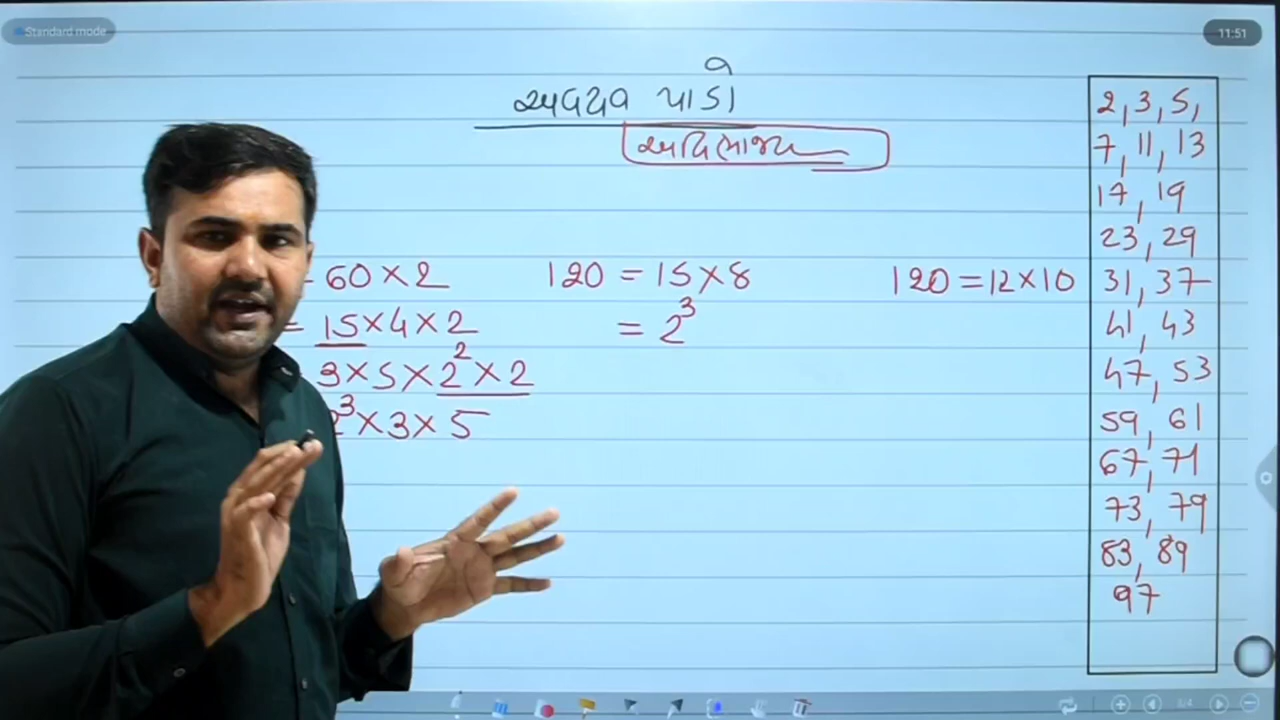 Standard mode
11:51
અવયવ પાડો
અવિભાજ્ય
= 60 × 2
= 15 × 4 × 2
3 × 5 × 2² × 2
2³ × 3 × 5
120 = 15 × 8
= 2³
120 = 12 × 10
2, 3, 5,
7, 11, 13
17, 19
23, 29
31, 37
41, 43
47, 53
59, 61
67, 71
73, 79
83, 89
97